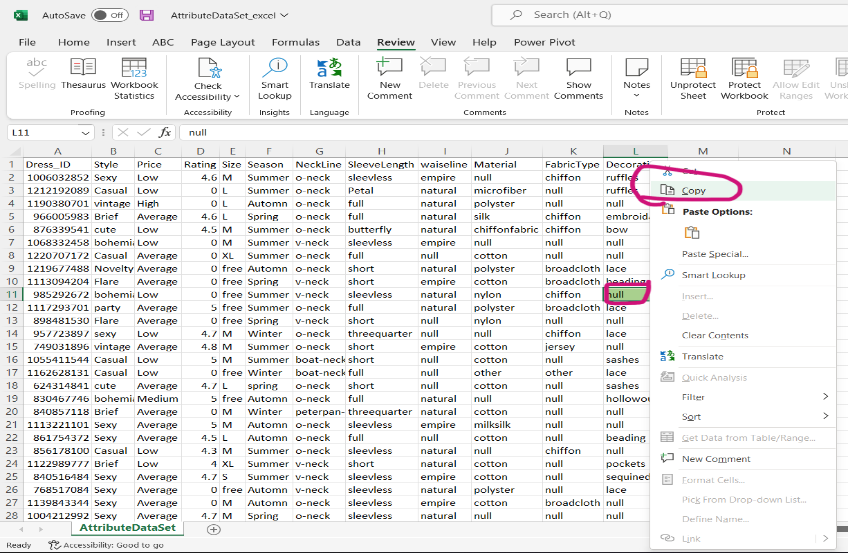 AutoSave Off AttributeDataSet_excel Search (Alt+Q)
File Home Insert ABC Page Layout Formulas Data Review View Help Power Pivot
abc
Spelling Thesaurus Workbook Statistics Check Accessibility Smart Lookup Translate New Comment Delete Previous Comment Next Comment Show Comments Notes Unprotect Sheet Protect Workbook Allow Edit Ranges
Proofing Accessibility Insights Language Comments Notes Protect
L11 fx null
A B C D E F G H I J K L M N
1 Dress_ID Style Price Rating Size Season NeckLine SleeveLength waiseline Material FabricType
2 1006032852 Sexy Low 4.6 M Summer o-neck sleevless empire null chiffon ruffles
3 1212192089 Casual Low 0 L Summer o-neck Petal natural microfiber null ruffles
4 1190380701 vintage High 0 L Automn o-neck full natural polyster null null
5 966005983 Brief Average 4.6 L Spring o-neck full natural silk chiffon
6 876339541 cute Low 4.5 M Summer o-neck butterfly natural chiffonfabric chiffon bow
7 1068332458 bohemia Low 0 M Summer v-neck sleevless empire null null null
8 1220707172 Casual Average 0 XL Summer o-neck full null cotton null null
9 1219677488 Novelty Average 0 free Automn o-neck short natural polyster broadcloth lace
10 1113094204 Flare Average 0 free Spring v-neck short empire cotton broadcloth beadings
11 985292672 bohemia Low 0 free Summer v-neck sleevless natural nylon chiffon null
12 1117293701 party Average 5 free Summer o-neck full natural polyster broadcloth lace
13 898481530 Flare Average 0 free Spring v-neck short null nylon null null
14 957723897 sexy Low 4.7 M Winter o-neck threequarter null null chiffon lace
15 749031896 vintage Average 4.8 M Summer o-neck short empire cotton jersey null
16 1055411544 Casual Low 5 M Summer boat-neck short null cotton null sashes
17 1162628131 Casual Low 0 free Winter boat-neck full null other other lace
18 624314841 cute Average 4.7 L spring o-neck short null cotton null sashes
19 830467746 bohemia Medium 5 free Automn o-neck full natural cotton null
20 840857118 Brief Average 0 M Winter peterpan- threequarter natural cotton null null
21 1113221101 Sexy Average 5 M Automn o-neck sleevless empire milksilk null null
22 861754372 Sexy Average 4.5 L Summer o-neck full null cotton null beading
23 856178100 Casual Low 4.3 M Summer o-neck sleevless natural null chiffon null
24 1122989777 Brief Low 4 XL Summer v-neck short natural cotton null pockets
25 840516484 Sexy Average 4.7 S Summer o-neck sleevless empire cotton null
26 768517084 Sexy Average 0 free Automn v-neck sleevless natural polyster null lace
27 1139843344 Sexy Average 0 M Automn v-neck sleevless empire cotton broadcloth null
28 1004212992 Sexy Average 4.7 M Spring o-neck sleevless natural null null null
Copy
Paste Options:
Paste Special...
Smart Lookup
Insert...
Delete...
Clear Contents
Translate
Quick Analysis
Filter
Sort
Get Data from Table/Range...
New Comment
Format Cells...
Pick From Drop-down List...
Define Name...
Link
AttributeDataSet
Ready Accessibility: Good to go